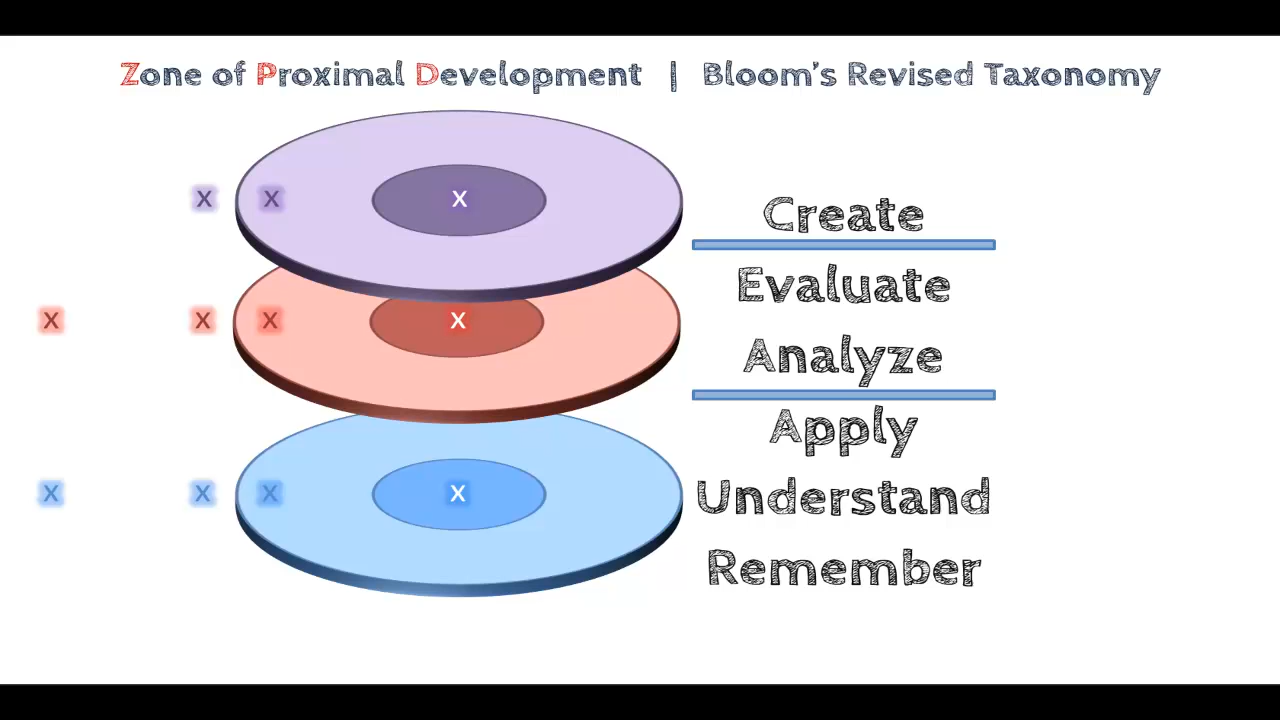 Zone of Proximal Development | Bloom's Revised Taxonomy
X X X
Create
Evaluate
X X X X
Analyze
Apply
X X X X
Understand
Remember